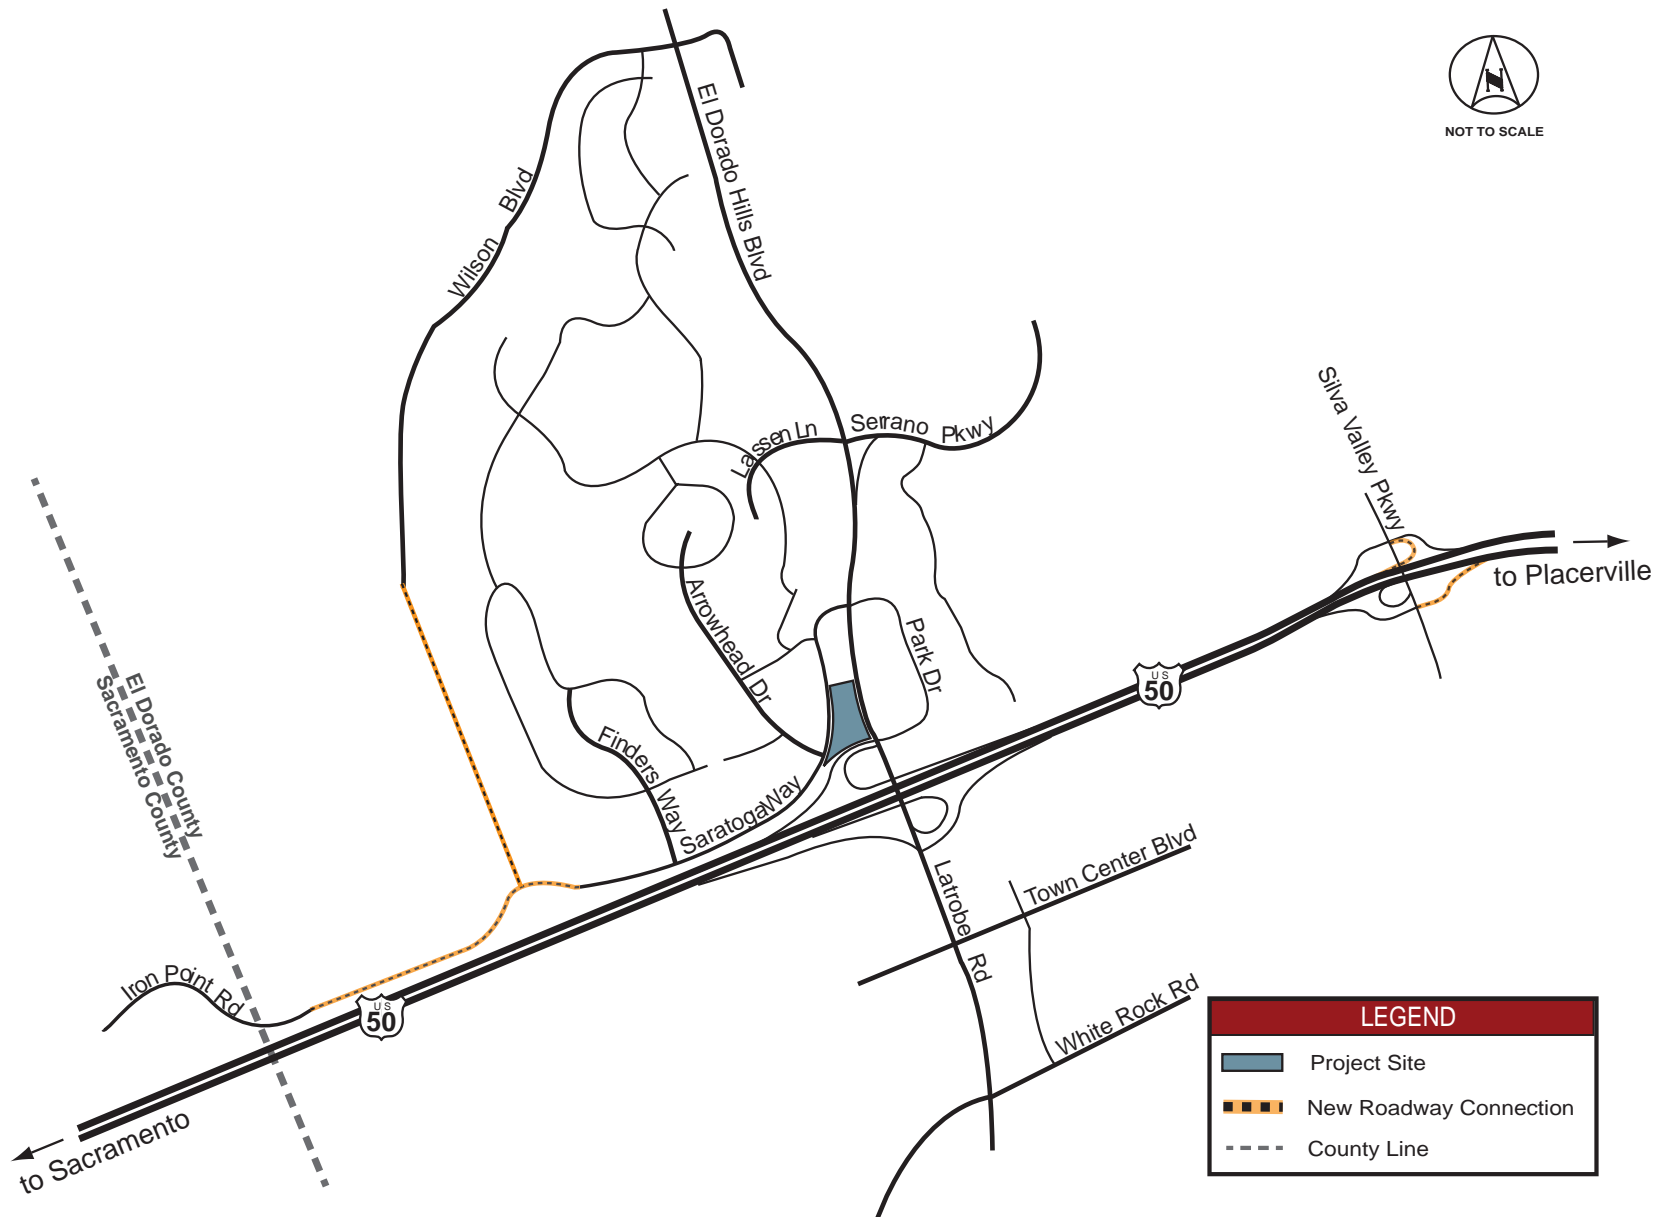 N
NOT TO SCALE
El Dorado Hills Blvd
Wilson Blvd
Lassen Ln
Serrano Pkwy
Silva Valley Pkwy
to Placerville
Arrowhead Dr
Park Dr
El Dorado County
Sacramento County
Finders Way
Saratoga Way
US
50
Latrobe Rd
Town Center Blvd
Iron Point Rd
US
50
White Rock Rd
to Sacramento
LEGEND
Project Site
New Roadway Connection
County Line